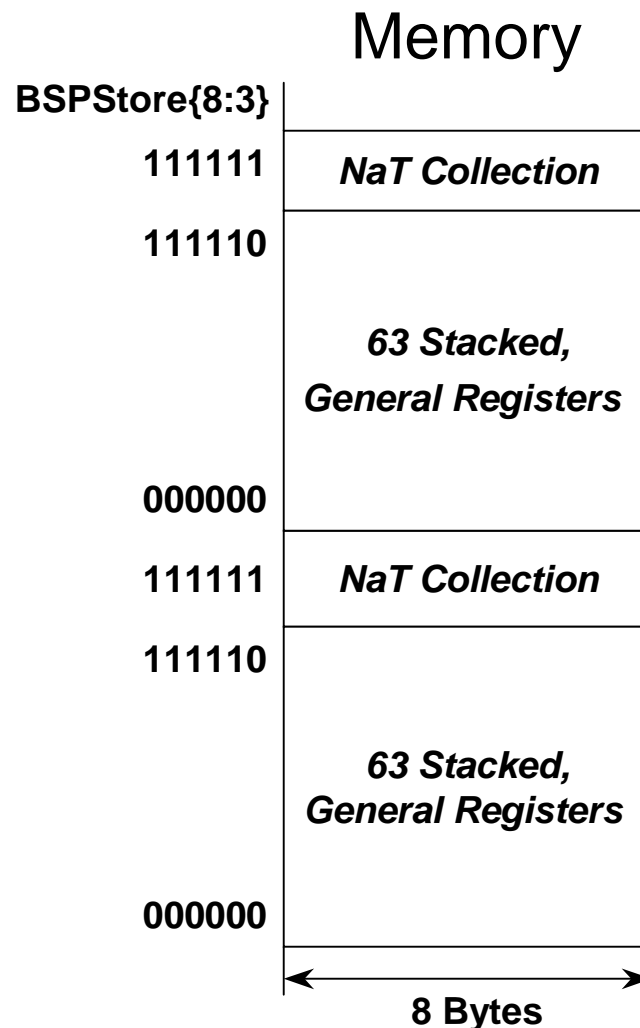 Memory
BSPStore{8:3}
111111
NaT Collection
111110
63 Stacked,
General Registers
000000
111111
NaT Collection
111110
63 Stacked,
General Registers
000000
8 Bytes